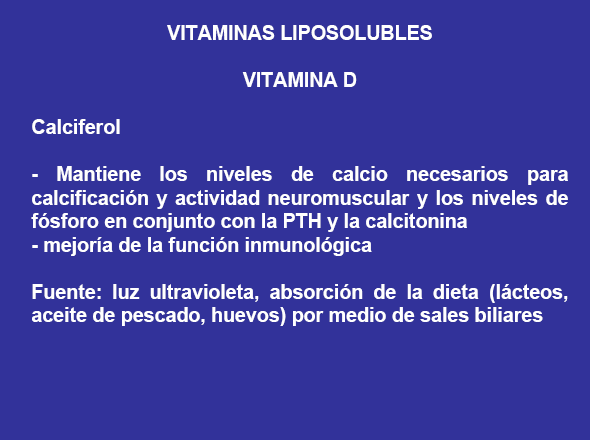 VITAMINAS LIPOSOLUBLES
VITAMINA D
Calciferol
- Mantiene los niveles de calcio necesarios para
calcificación y actividad neuromuscular y los niveles de
fósforo en conjunto con la PTH y la calcitonina
- mejoría de la función inmunológica
Fuente: luz ultravioleta, absorción de la dieta (lácteos,
aceite de pescado, huevos) por medio de sales biliares